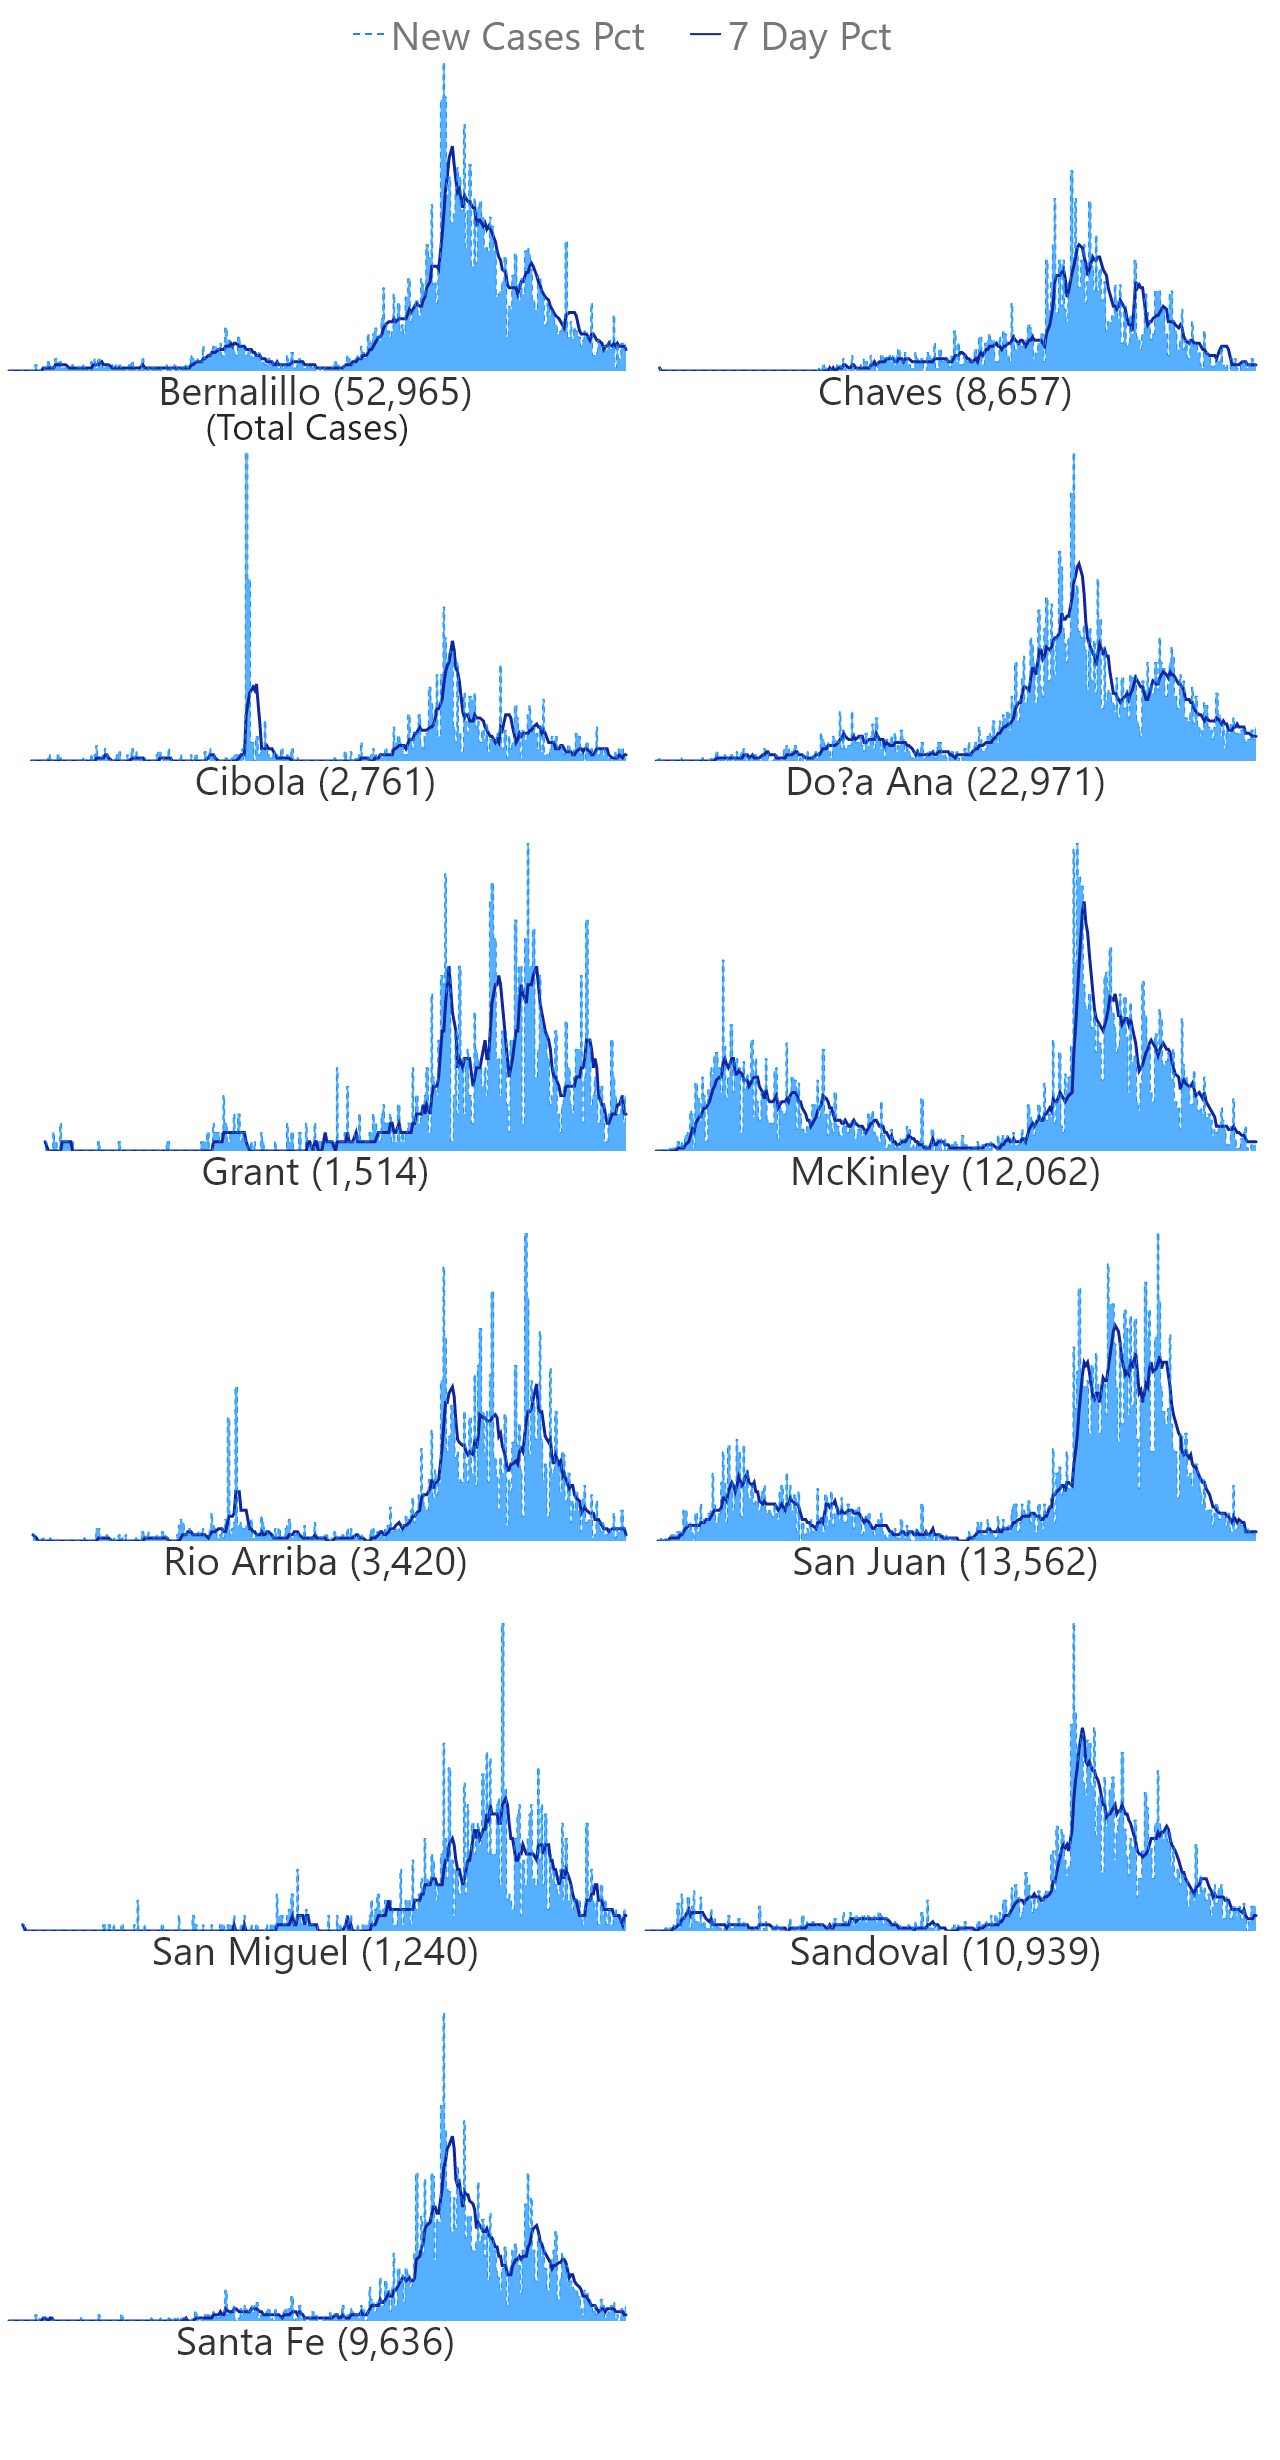 New Cases Pct 7 Day Pct
Bernalillo (52,965) Chaves (8,657)
(Total Cases)
Cibola (2,761) Do?a Ana (22,971)
Grant (1,514) McKinley (12,062)
Rio Arriba (3,420) San Juan (13,562)
San Miguel (1,240) Sandoval (10,939)
Santa Fe (9,636)